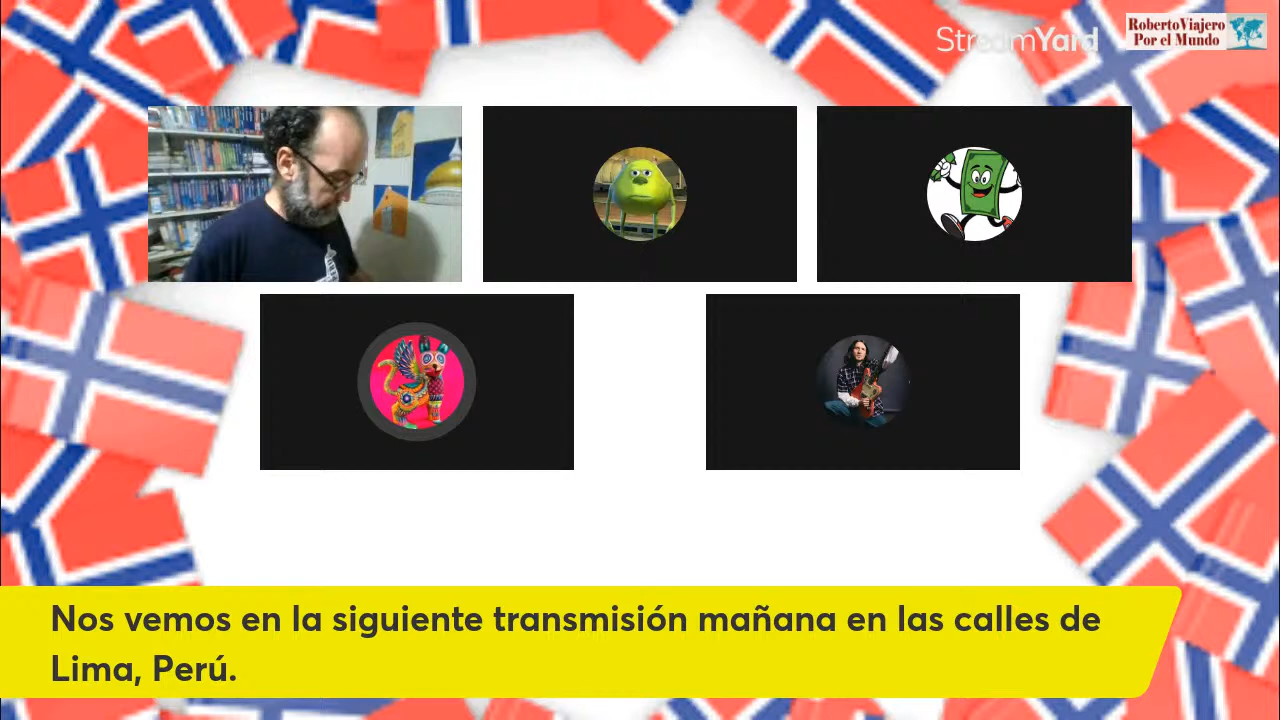 StreamYard
Roberto Viajero
Por el Mundo
Nos vemos en la siguiente transmisión mañana en las calles de
Lima, Perú.